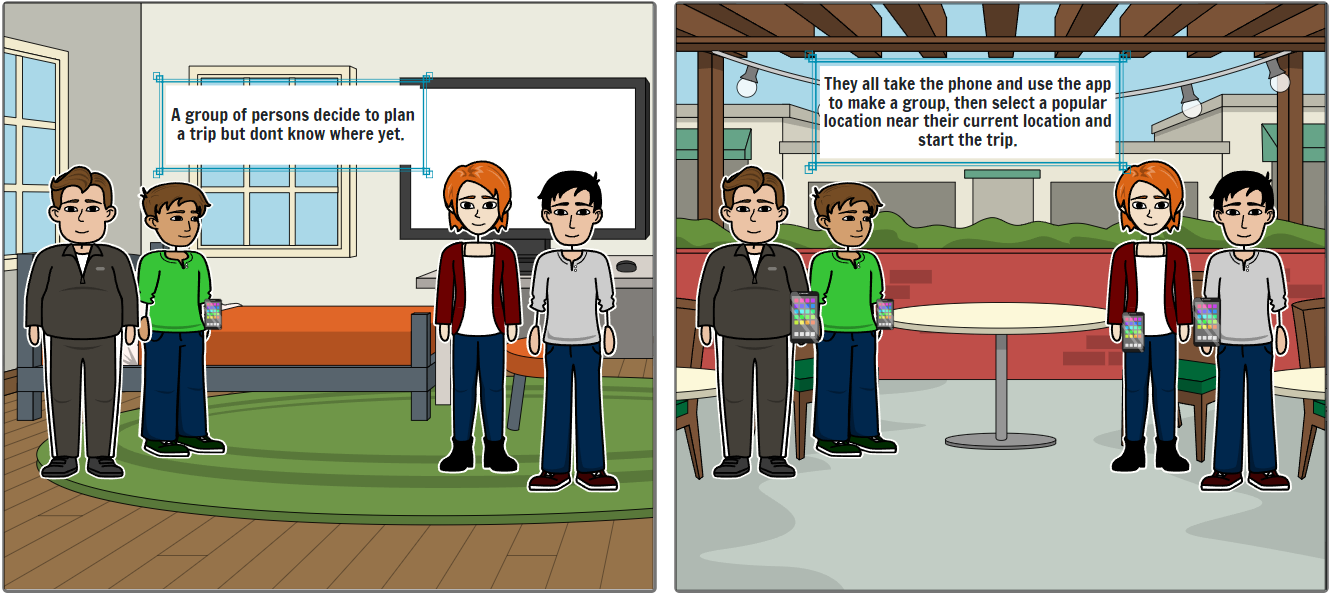 A group of persons decide to plan
a trip but dont know where yet.
They all take the phone and use the app
to make a group, then select a popular
location near their current location and
start the trip.